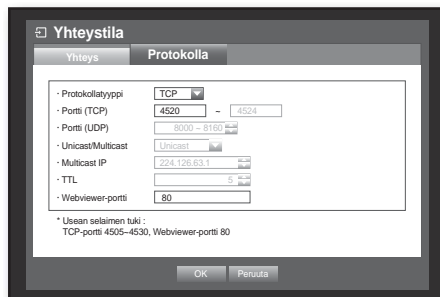 Yhteystila
Yhteys Protokolla
· Protokollatyyppi TCP
· Portti (TCP) 4520 ~ 4524
· Portti (UDP) 8000 ~ 8160
· Unicast/Multicast Unicast
· Multicast IP 224.126.63.1
· TTL 5
· Webviewer-portti 80
* Usean selaimen tuki :
TCP-portti 4505~4530, Webviewer-portti 80
OK Peruuta